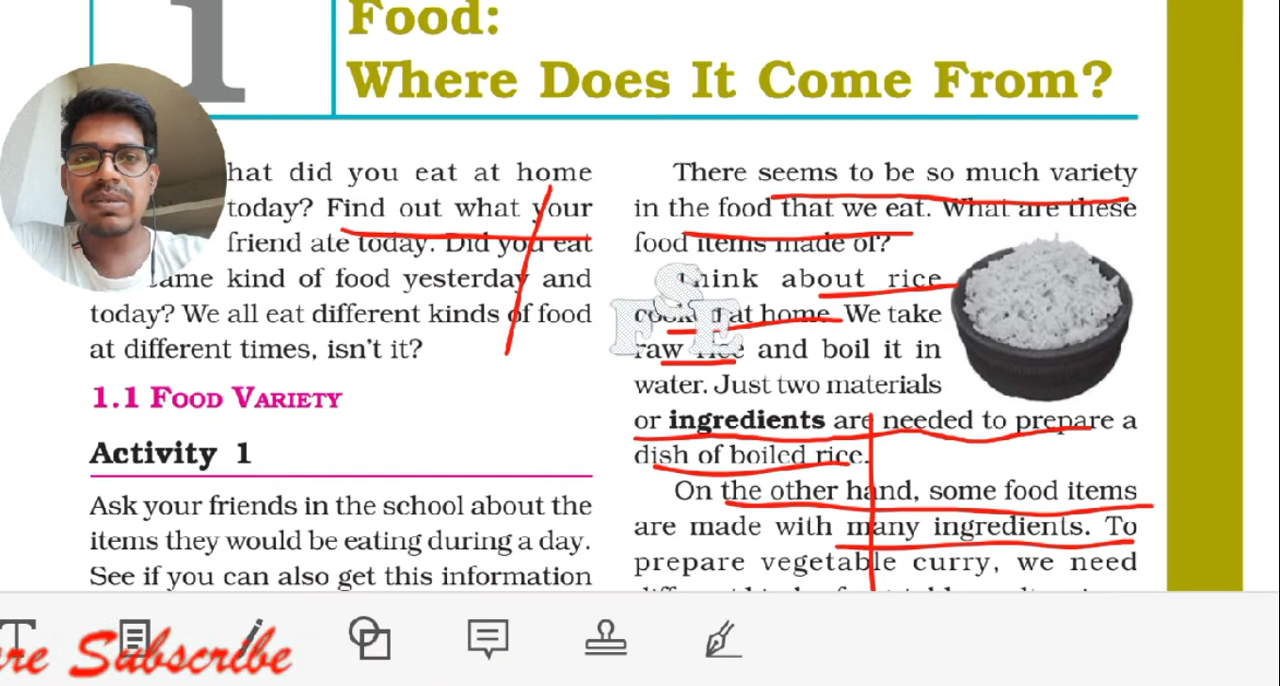 1
Food:
Where Does It Come From?
hat did you eat at home
today? Find out what your
friend ate today. Did you eat
ame kind of food yesterday and
today? We all eat different kinds of food
at different times, isn't it?
1.1 FOOD VARIETY
Activity 1
Ask your friends in the school about the
items they would be eating during a day.
See if you can also get this information
There seems to be so much variety
in the food that we eat. What are these
food items made of?
Think about rice
cooked at home. We take
raw rice and boil it in
water. Just two materials
or ingredients are needed to prepare a
dish of boiled rice.
On the other hand, some food items
are made with many ingredients. To
prepare vegetable curry, we need
FSE
T
re Subscribe